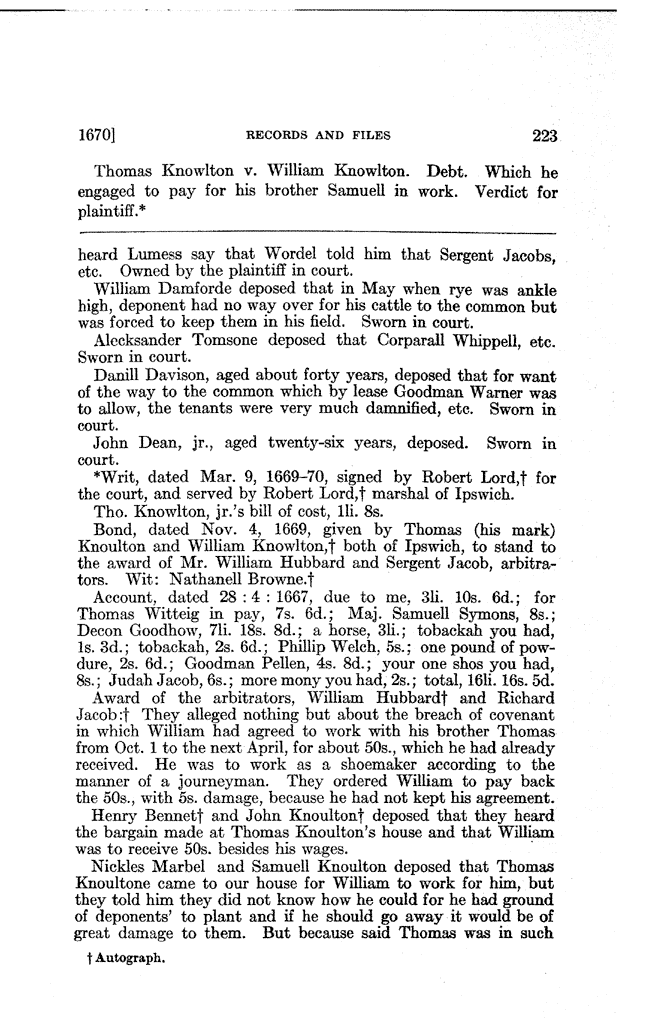 1670] RECORDS AND FILES 223
Thomas Knowlton v. William Knowlton. Debt. Which he
engaged to pay for his brother Samuell in work. Verdict for
plaintiff.*
heard Lumess say that Wordel told him that Sergent Jacobs,
etc. Owned by the plaintiff in court.
William Damforde deposed that in May when rye was ankle
high, deponent had no way over for his cattle to the common but
was forced to keep them in his field. Sworn in court.
Alecksander Tomsone deposed that Corparall Whippell, etc.
Sworn in court.
Danill Davison, aged about forty years, deposed that for want
of the way to the common which by lease Goodman Warner was
to allow, the tenants were very much damnified, etc. Sworn in
court.
John Dean, jr., aged twenty-six years, deposed. Sworn in
court.
*Writ, dated Mar. 9, 1669-70, signed by Robert Lord,† for
the court, and served by Robert Lord,† marshal of Ipswich.
Tho. Knowlton, jr.'s bill of cost, 1li. 8s.
Bond, dated Nov. 4, 1669, given by Thomas (his mark)
Knoulton and William Knowlton,† both of Ipswich, to stand to
the award of Mr. William Hubbard and Sergent Jacob, arbitra-
tors. Wit: Nathanell Browne.†
Account, dated 28 : 4 : 1667, due to me, 3li. 10s. 6d.; for
Thomas Witteig in pay, 7s. 6d.; Maj. Samuell Symons, 8s.;
Decon Goodhow, 7li. 18s. 8d.; a horse, 3li.; tobackah you had,
1s. 3d.; tobackah, 2s. 6d.; Phillip Welch, 5s.; one pound of pow-
dure, 2s. 6d.; Goodman Pellen, 4s. 8d.; your one shos you had,
8s.; Judah Jacob, 6s.; more mony you had, 2s.; total, 16li. 16s. 5d.
Award of the arbitrators, William Hubbard† and Richard
Jacob:† They alleged nothing but about the breach of covenant
in which William had agreed to work with his brother Thomas
from Oct. 1 to the next April, for about 50s., which he had already
received. He was to work as a shoemaker according to the
manner of a journeyman. They ordered William to pay back
the 50s., with 5s. damage, because he had not kept his agreement.
Henry Bennet† and John Knoulton† deposed that they heard
the bargain made at Thomas Knoulton's house and that William
was to receive 50s. besides his wages.
Nickles Marbel and Samuell Knoulton deposed that Thomas
Knoultone came to our house for William to work for him, but
they told him they did not know how he could for he had ground
of deponents' to plant and if he should go away it would be of
great damage to them. But because said Thomas was in such
† Autograph.